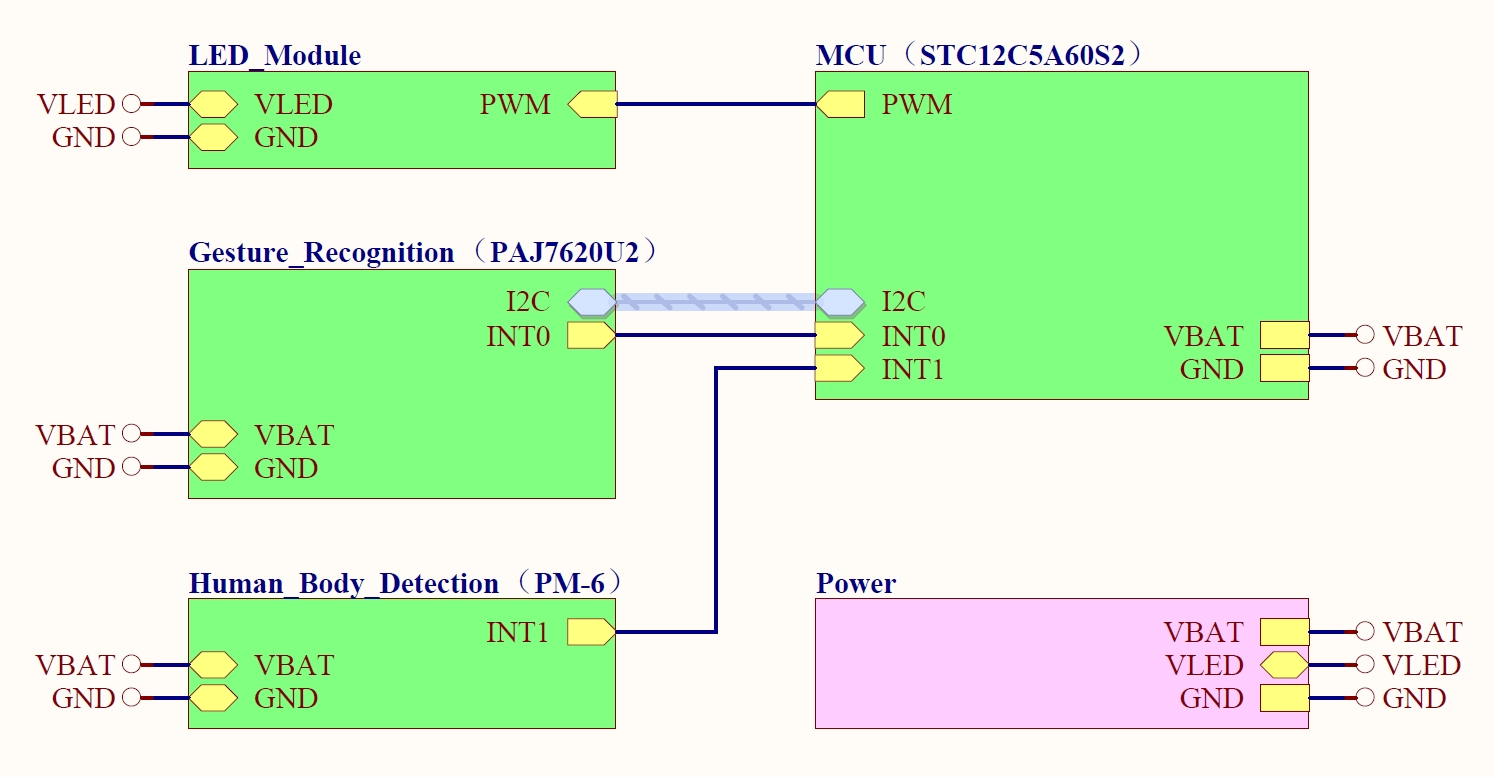 LED_Module
VLED VLED PWM
GND GND
MCU（STC12C5A60S2）
PWM
I2C
INT0
INT1
VBAT VBAT
GND GND
Gesture_Recognition（PAJ7620U2）
I2C
INT0
VBAT VBAT
GND GND
Human_Body_Detection（PM-6）
INT1
VBAT VBAT
GND GND
Power
VBAT VBAT
VLED VLED
GND GND